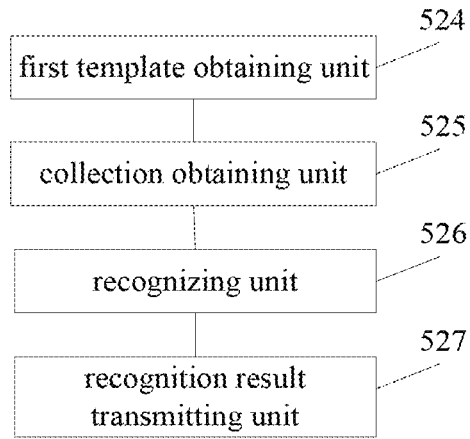 524
first template obtaining unit
525
collection obtaining unit
526
recognizing unit
527
recognition result
transmitting unit